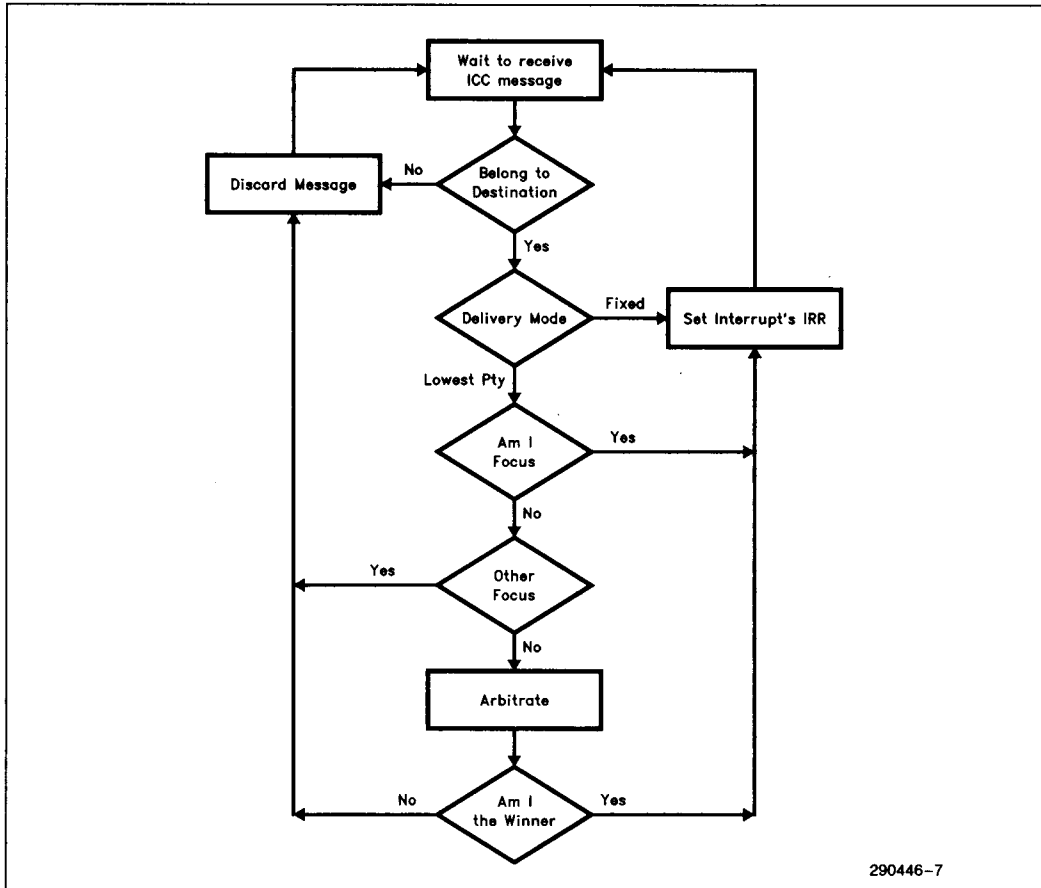 Wait to receive
ICC message
No
Discard Message
Belong to
Destination
Yes
Delivery Mode
Fixed
Set Interrupt's IRR
Lowest Pty
Am I
Focus
Yes
No
Yes
Other
Focus
No
Arbitrate
No
Am I
the Winner
Yes
290446-7